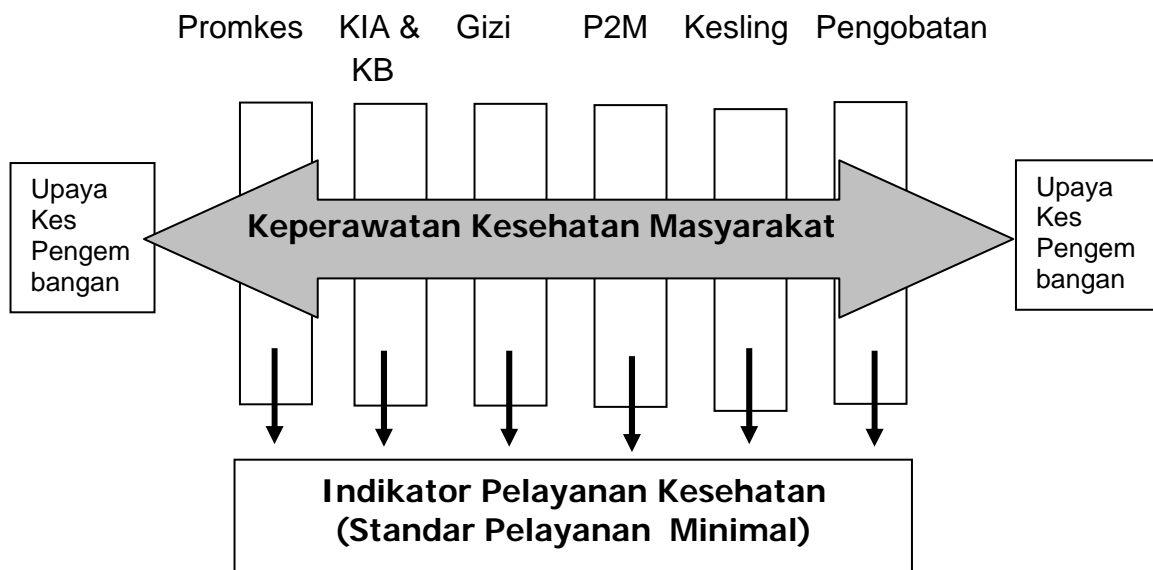 Promkes KIA & Gizi P2M Kesling Pengobatan
KB
Upaya
Kes
Pengem
bangan
Keperawatan Kesehatan Masyarakat
Upaya
Kes
Pengem
bangan
Indikator Pelayanan Kesehatan
(Standar Pelayanan Minimal)